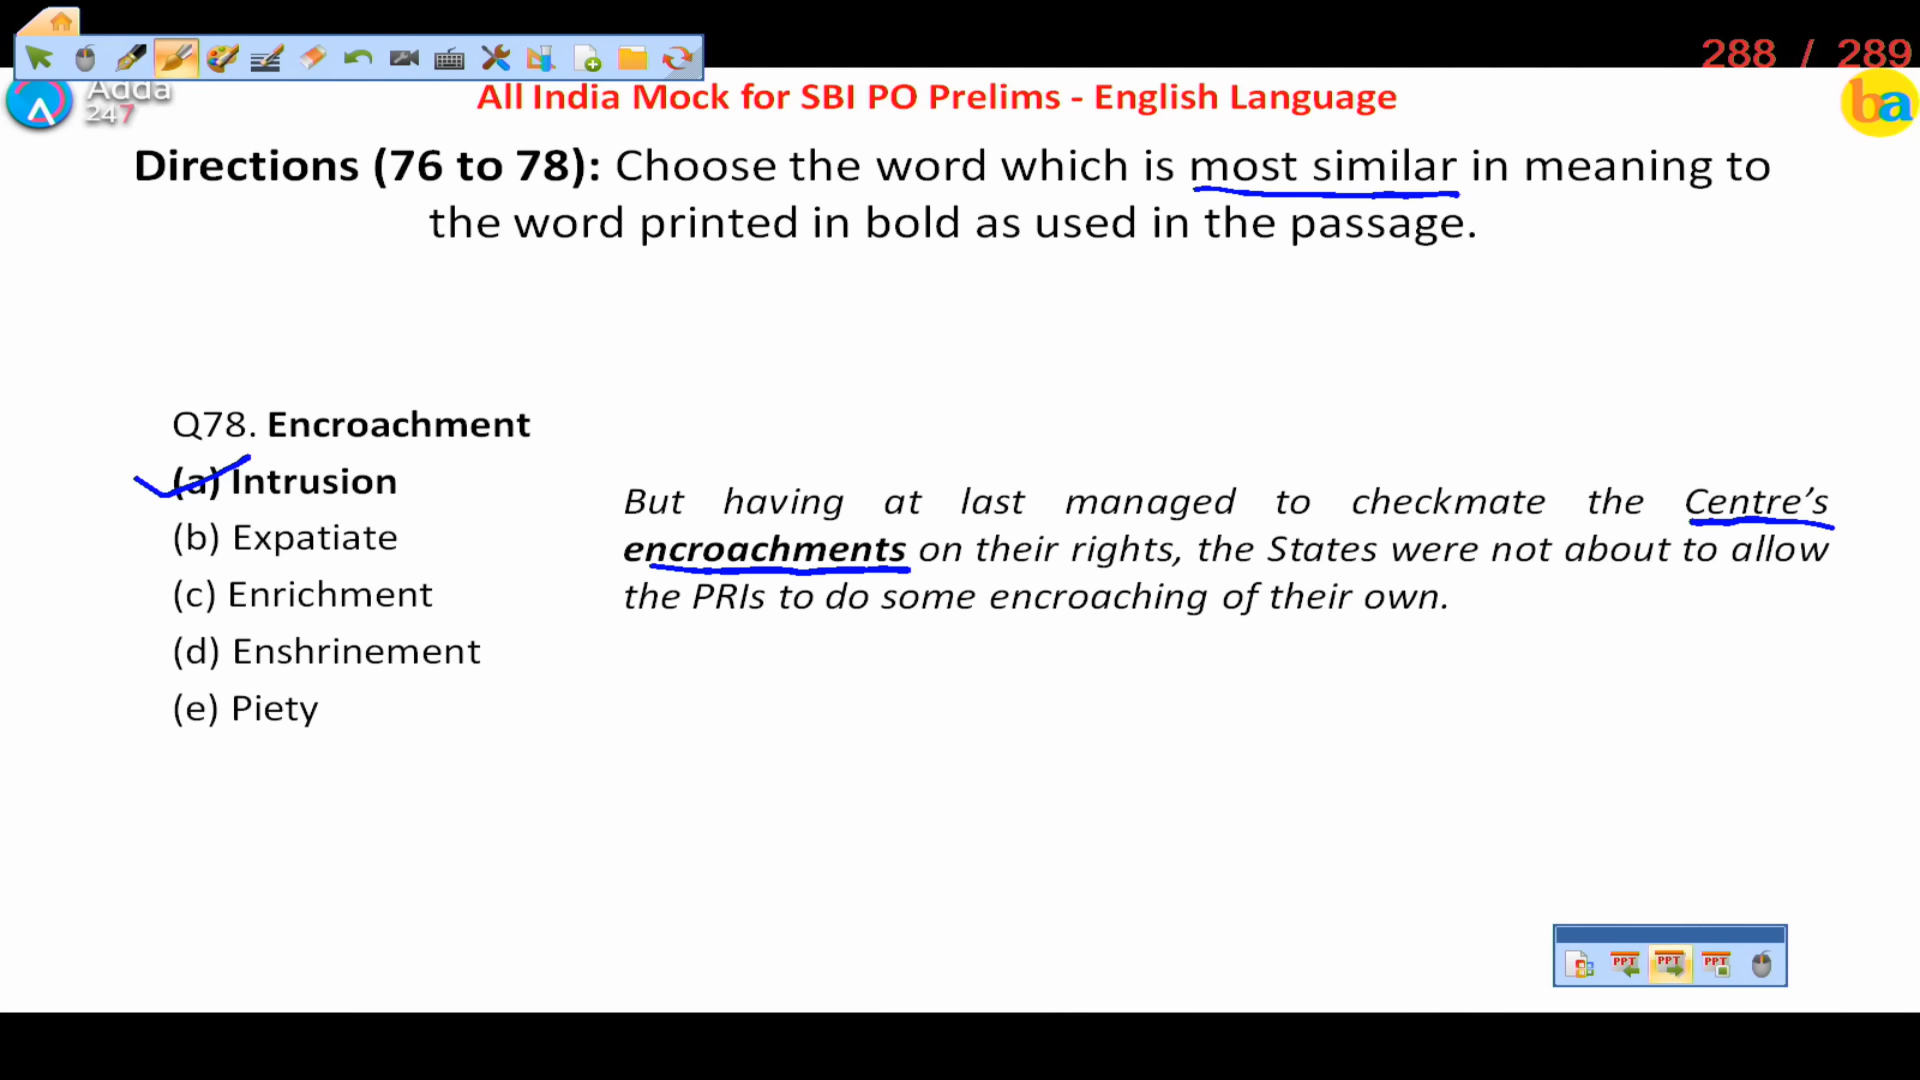 288 / 289
Adda
247
All India Mock for SBI PO Prelims - English Language
ba
Directions (76 to 78): Choose the word which is most similar in meaning to
the word printed in bold as used in the passage.
Q78. Encroachment
(a) Intrusion
(b) Expatiate
(c) Enrichment
(d) Enshrinement
(e) Piety
But having at last managed to checkmate the Centre’s
encroachments on their rights, the States were not about to allow
the PRIs to do some encroaching of their own.
PPT PPT PPT